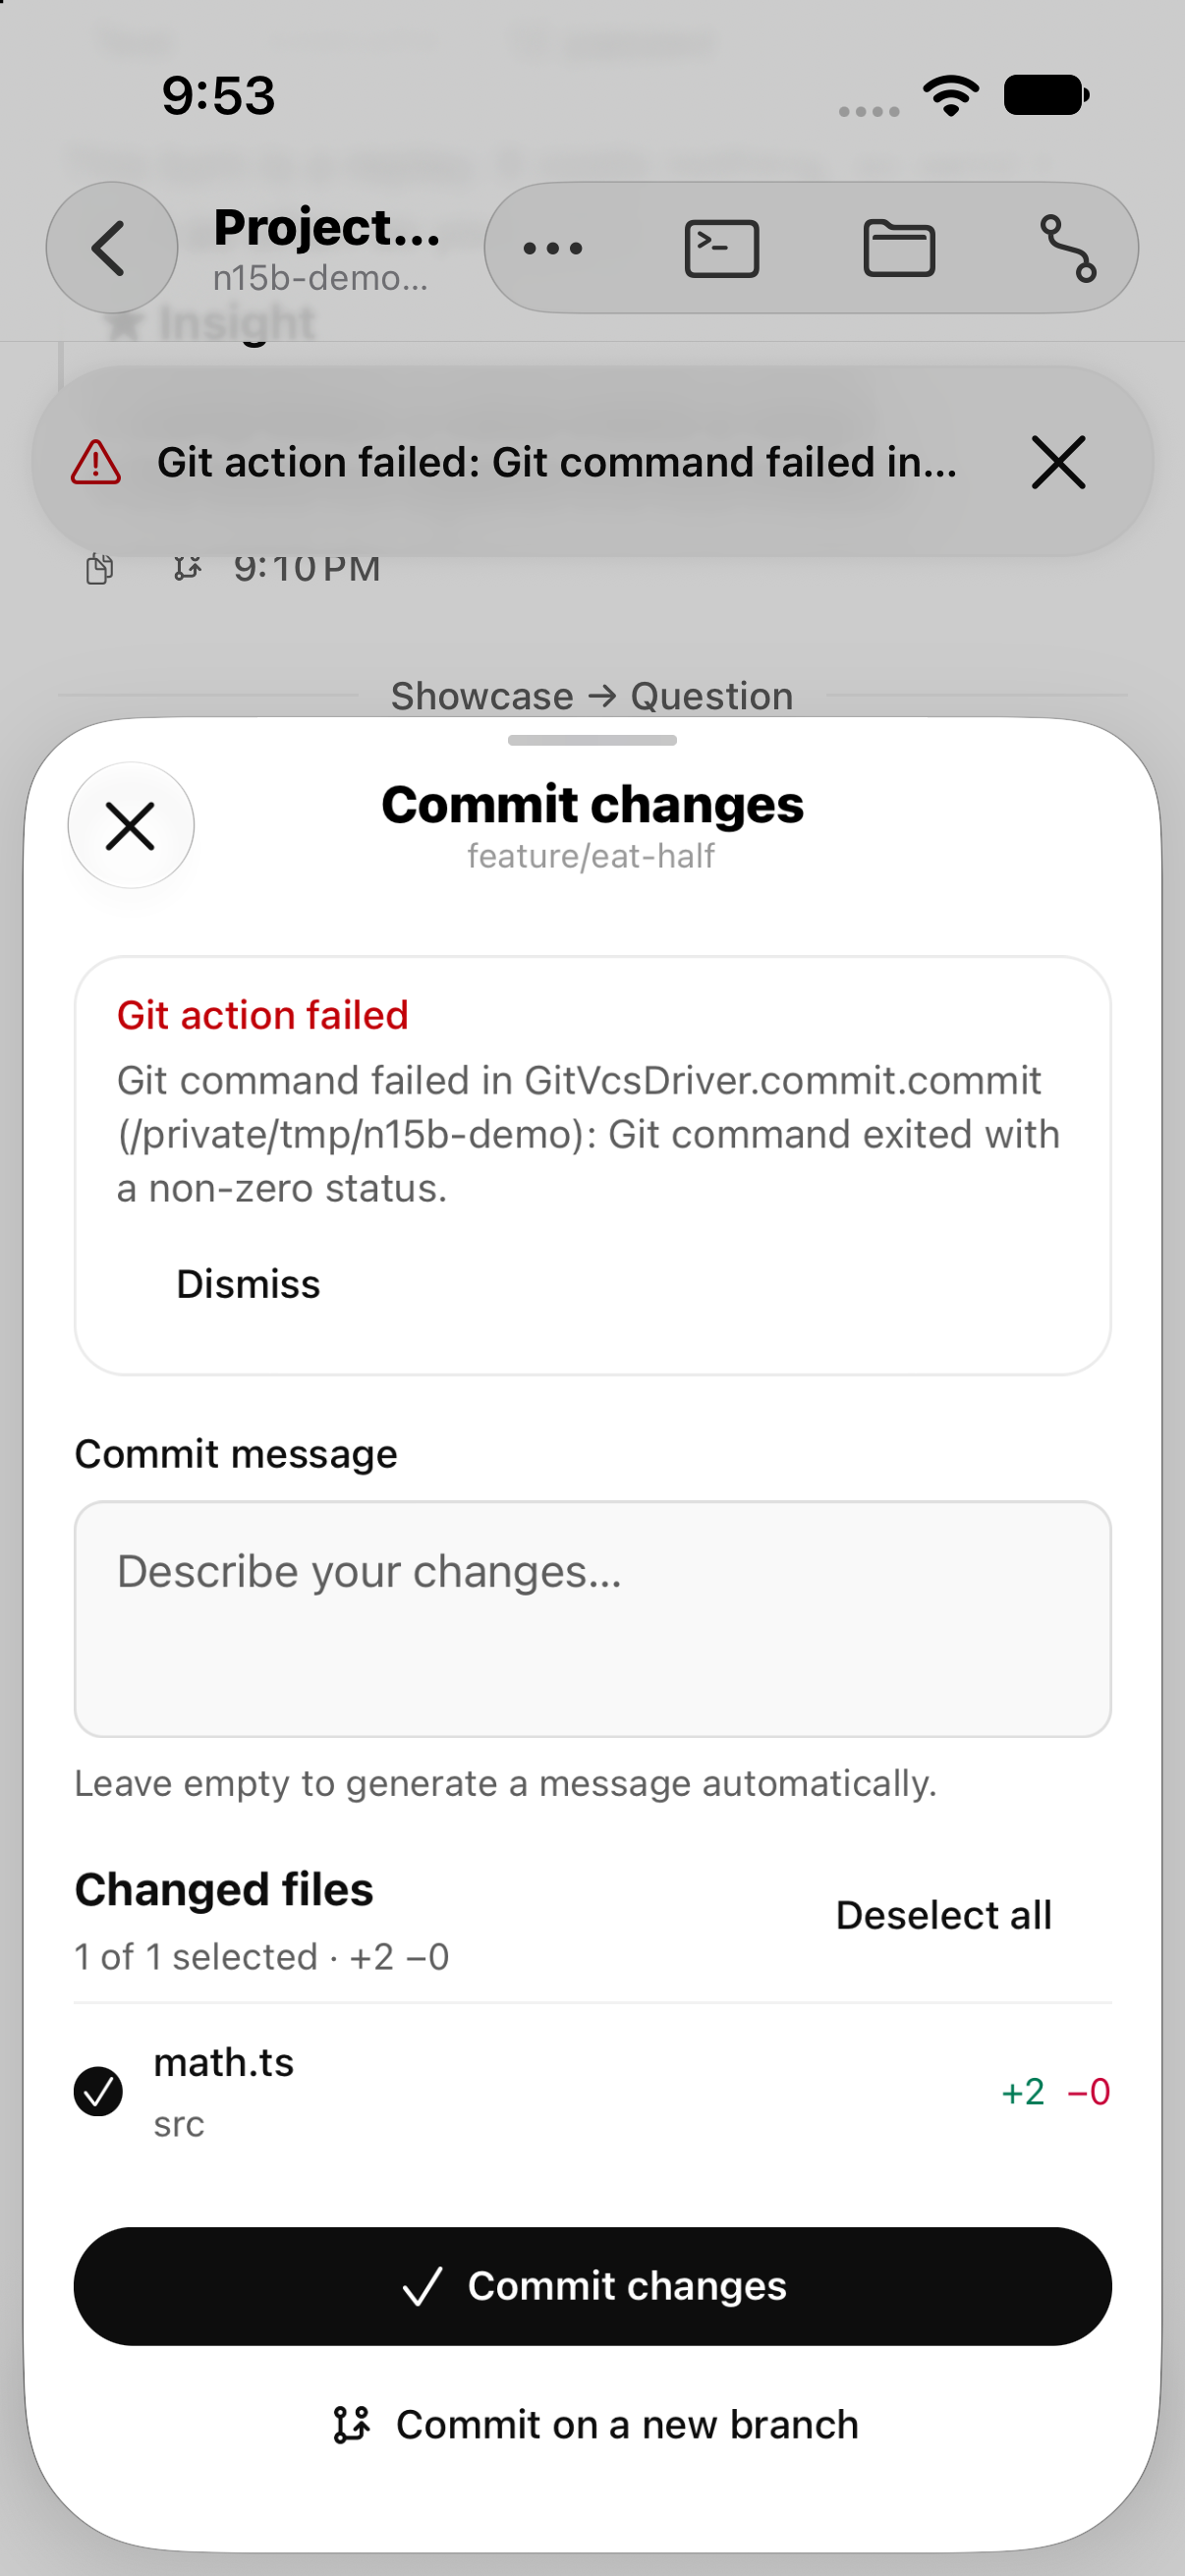 9:53
Project...
n15b-demo...
Insight
Git action failed: Git command failed in...
9:10 PM
Showcase → Question
Commit changes
feature/eat-half
Git action failed
Git command failed in GitVcsDriver.commit.commit
(/private/tmp/n15b-demo): Git command exited with
a non-zero status.
Dismiss
Commit message
Describe your changes...
Leave empty to generate a message automatically.
Changed files
Deselect all
1 of 1 selected · +2 −0
math.ts
+2 −0
src
Commit changes
Commit on a new branch